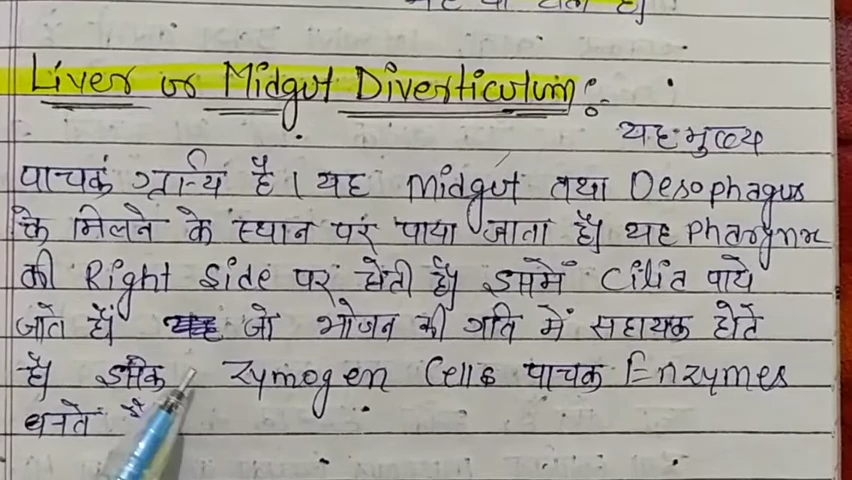 Liver or Midgut Diverticulum:-
यह मुख्य
पाचक ग्रन्थि है। यह Midgut तथा Oesophagus
के मिलने के स्थान पर पाया जाता है। यह Pharynx
की Right side पर होती है। इसमें Cilia पाये
जाते हैं। जो भोजन की गति में सहायक होते
है। इसके Zymogen Cells पाचक Enzymes
बनते है